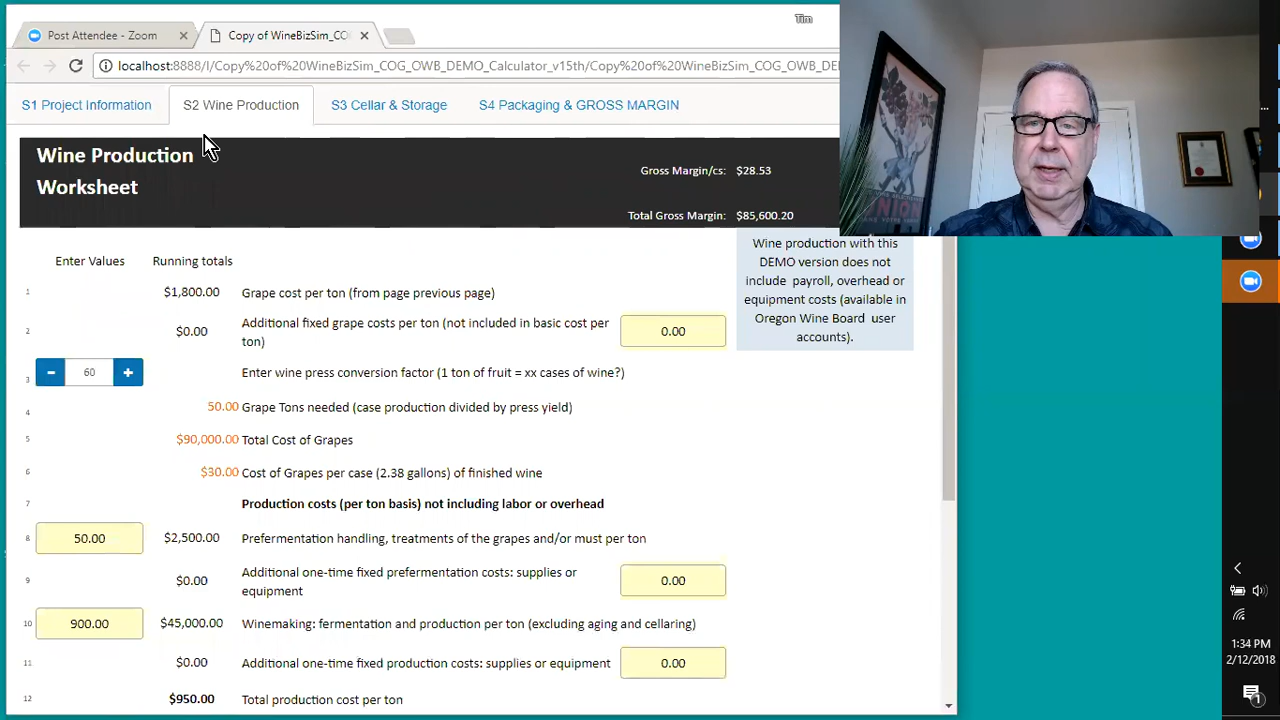 Tim
Post Attendee - Zoom
Copy of WineBizSim_CO
localhost:8888/I/Copy%20of%20WineBizSim_COG_OWB_DEMO_Calculator_v15th/Copy%20of%20WineBizSim_COG_OWB_DEMO_
S1 Project Information
S2 Wine Production
S3 Cellar & Storage
S4 Packaging & GROSS MARGIN
Wine Production
Worksheet
Gross Margin/cs: $28.53
Total Gross Margin: $85,600.20
Wine production with this
DEMO version does not
include payroll, overhead or
equipment costs (available in
Oregon Wine Board user
accounts).
Enter Values Running totals
1 $1,800.00 Grape cost per ton (from page previous page)
2 $0.00 Additional fixed grape costs per ton (not included in basic cost per
ton) 0.00
3 - 60 + Enter wine press conversion factor (1 ton of fruit = xx cases of wine?)
4 50.00 Grape Tons needed (case production divided by press yield)
5 $90,000.00 Total Cost of Grapes
6 $30.00 Cost of Grapes per case (2.38 gallons) of finished wine
7 Production costs (per ton basis) not including labor or overhead
8 50.00 $2,500.00 Prefermentation handling, treatments of the grapes and/or must per ton
9 $0.00 Additional one-time fixed prefermentation costs: supplies or
equipment 0.00
10 900.00 $45,000.00 Winemaking: fermentation and production per ton (excluding aging and cellaring)
11 $0.00 Additional one-time fixed production costs: supplies or equipment 0.00
12 $950.00 Total production cost per ton
1:34 PM
2/12/2018
1